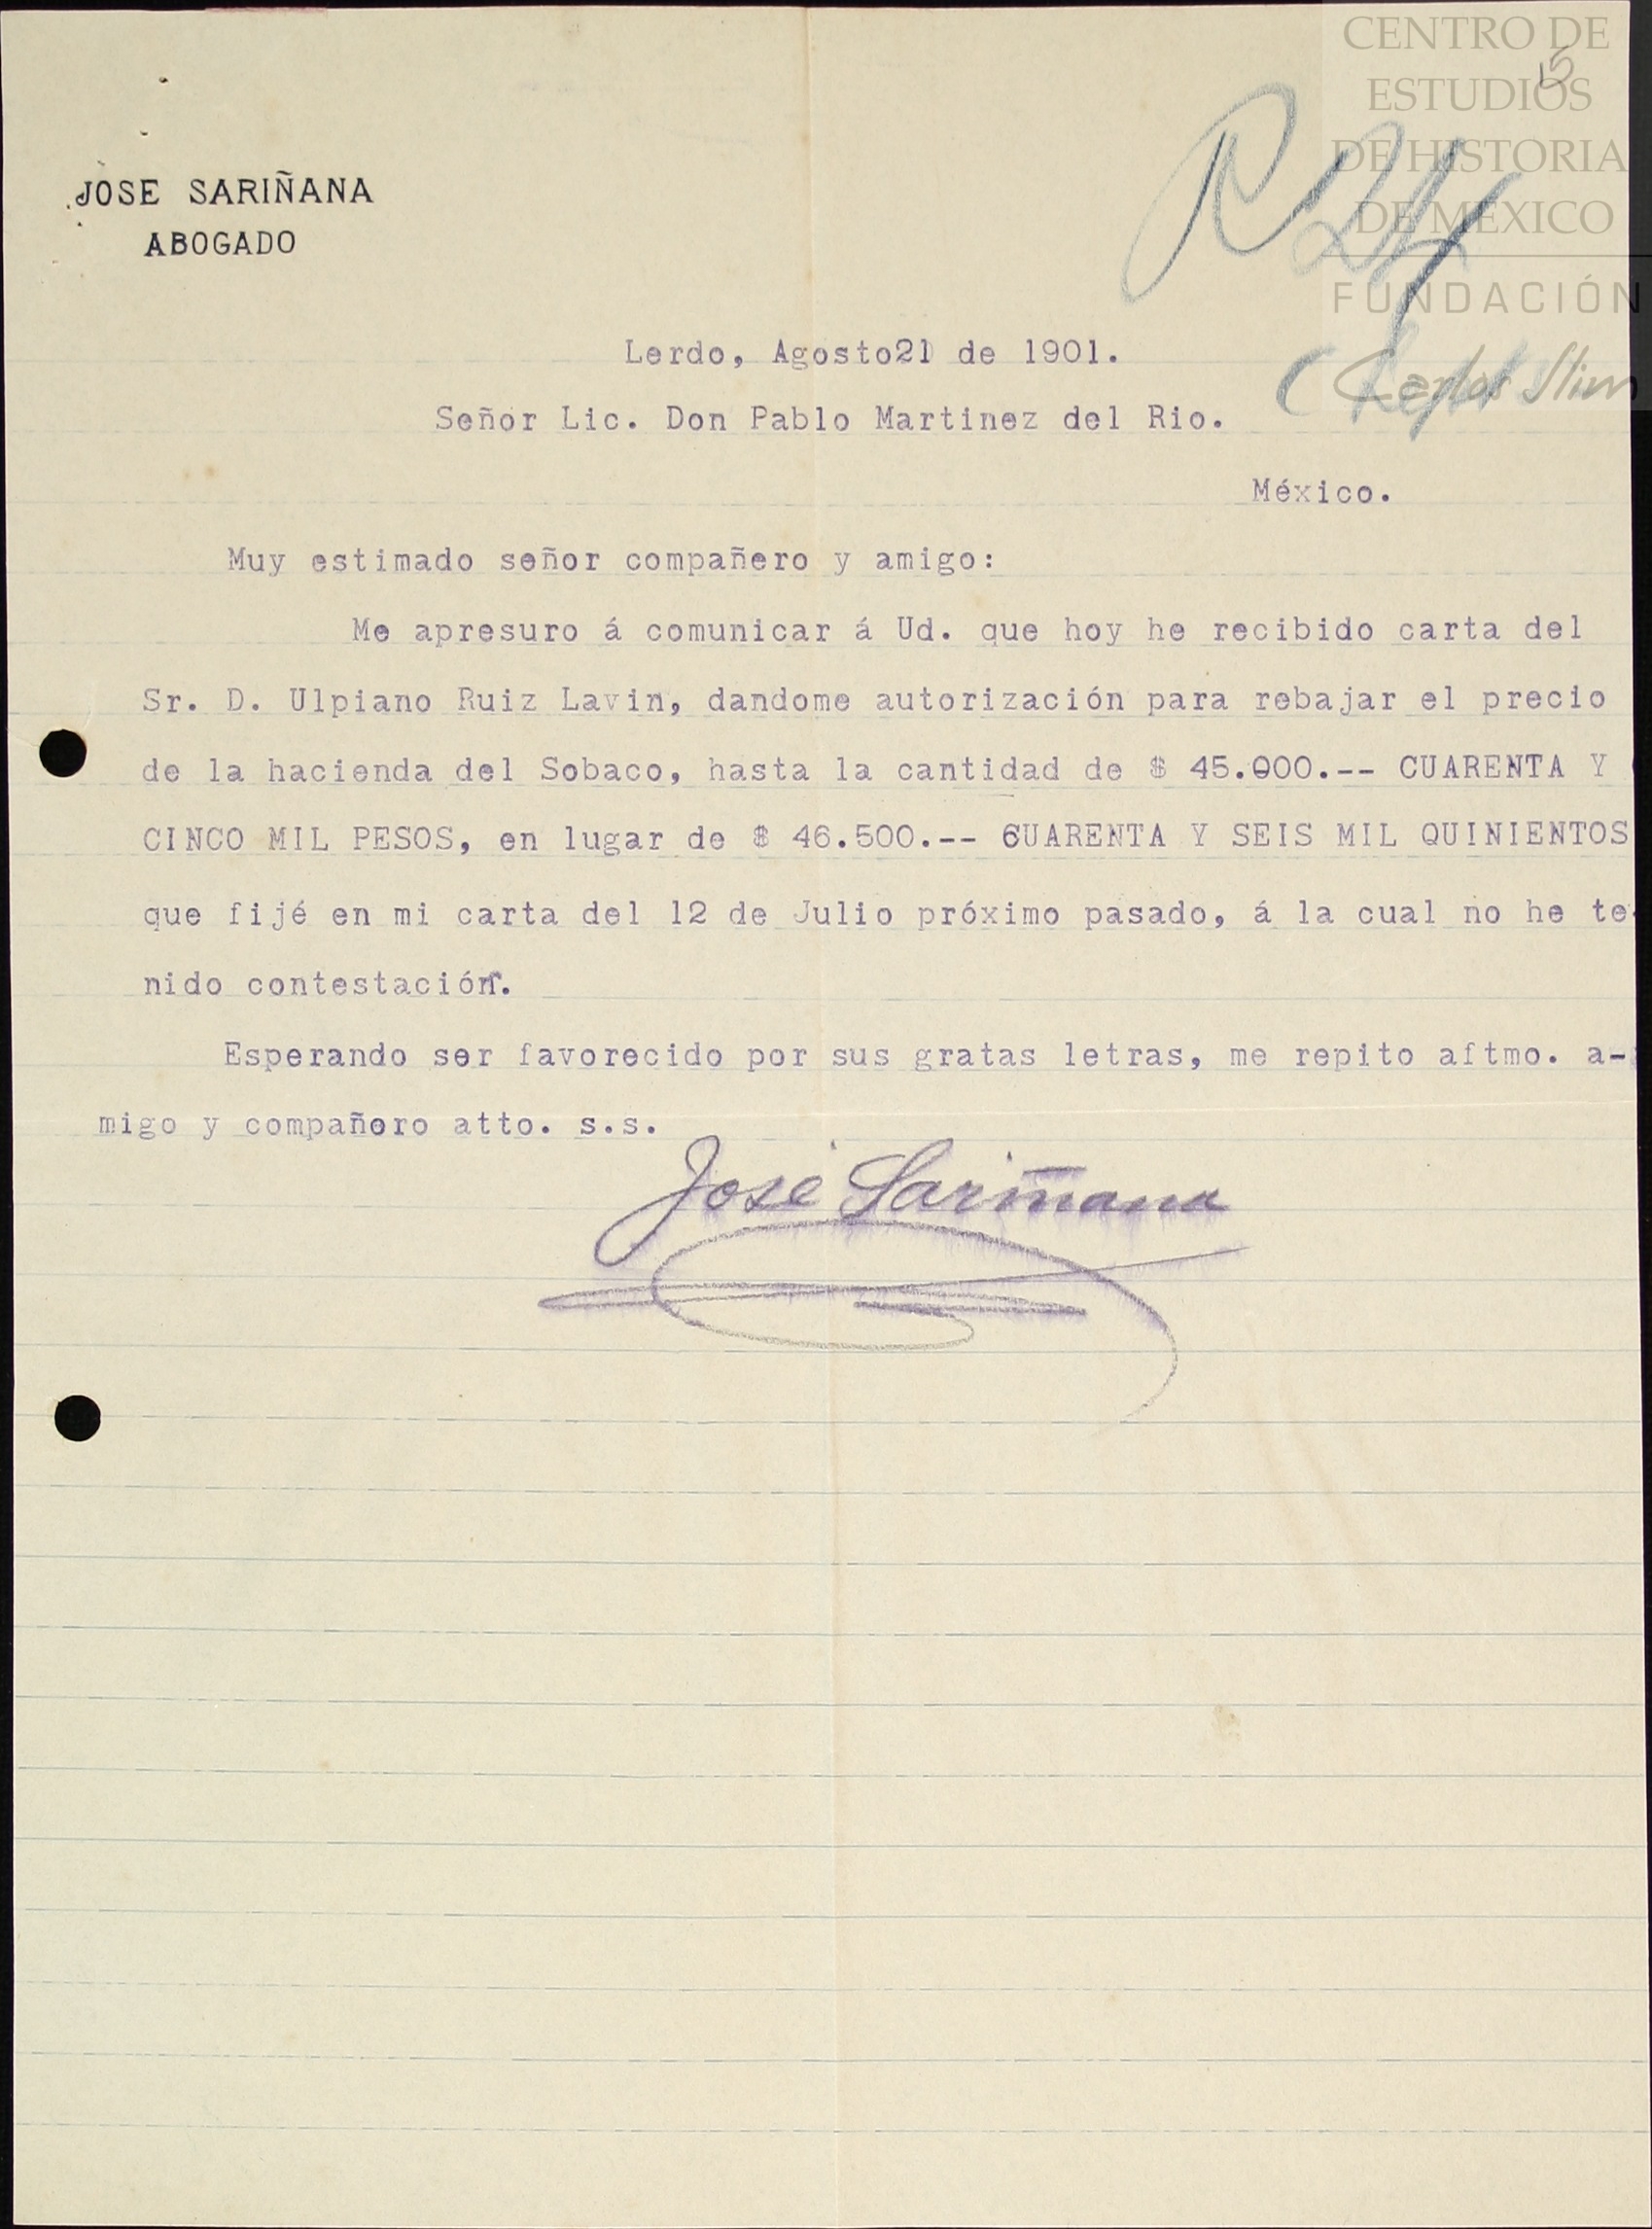 CENTRO DE
ESTUDIOS
DE HISTORIA
DE MÉXICO
FUNDACIÓN
Carlos Slim
15
JOSE SARIÑANA
ABOGADO
Lerdo, Agosto21 de 1901.
Señor Lic. Don Pablo Martinez del Rio.
México.
Muy estimado señor compañero y amigo:
Me apresuro á comunicar á Ud. que hoy he recibido carta del
Sr. D. Ulpiano Ruiz Lavin, dandome autorización para rebajar el precio
de la hacienda del Sobaco, hasta la cantidad de $ 45.000.-- CUARENTA Y
CINCO MIL PESOS, en lugar de $ 46.500.-- CUARENTA Y SEIS MIL QUINIENTOS
que fijé en mi carta del 12 de Julio próximo pasado, á la cual no he te-
nido contestación.
Esperando ser favorecido por sus gratas letras, me repito aftmo. a-
migo y compañero atto. s.s.
José Sariñana